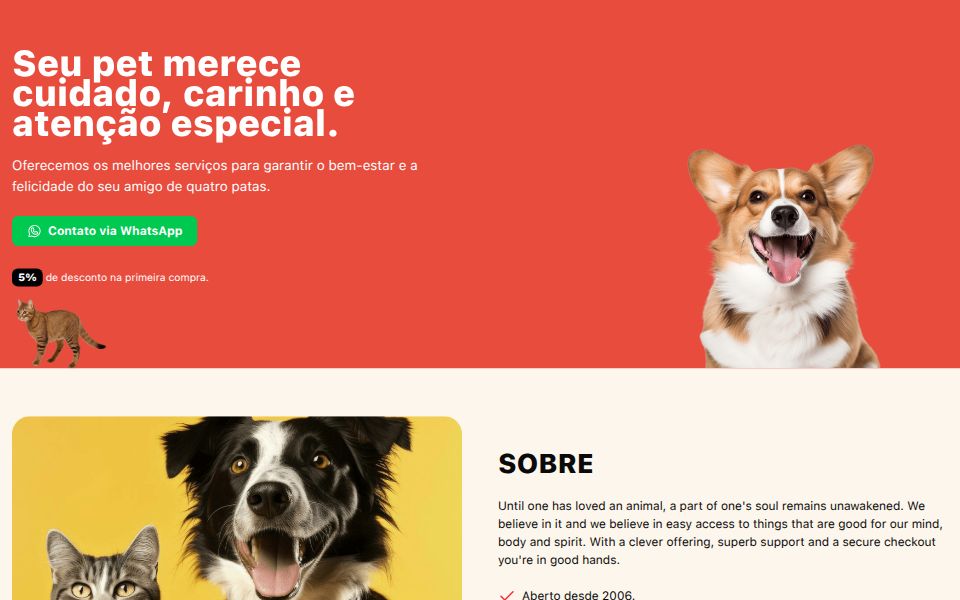 Seu pet merece
cuidado, carinho e
atenção especial.
Oferecemos os melhores serviços para garantir o bem-estar e a
felicidade do seu amigo de quatro patas.
Contato via WhatsApp
5% de desconto na primeira compra.
SOBRE
Until one has loved an animal, a part of one's soul remains unawakened. We
believe in it and we believe in easy access to things that are good for our mind,
body and spirit. With a clever offering, superb support and a secure checkout
you're in good hands.
Aberto desde 2006.